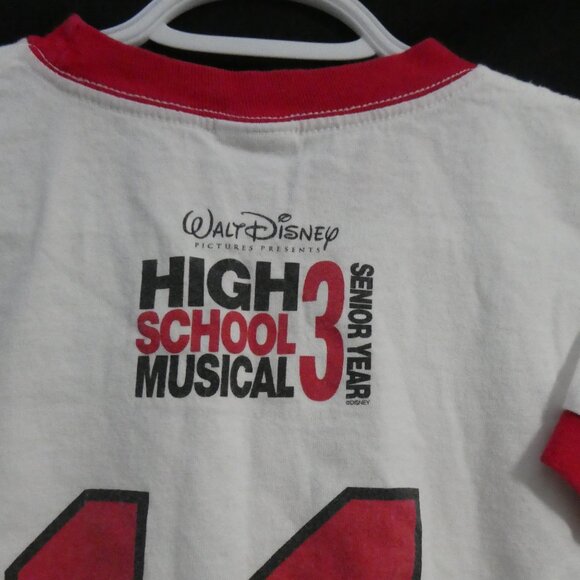 WALT DISNEY
PICTURES PRESENTS
HIGH
SCHOOL
MUSICAL
3
SENIOR YEAR
©DISNEY